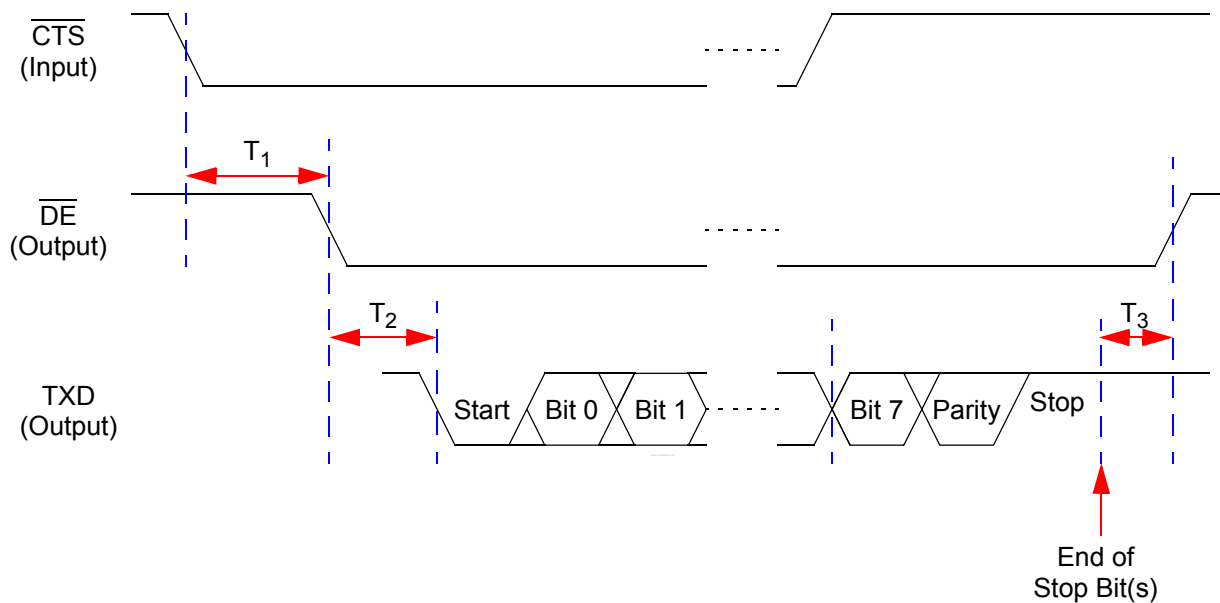 CTS
(Input)
T1
DE
(Output)
T2
T3
TXD
(Output)
Start
Bit 0
Bit 1
Bit 7
Parity
Stop
End of
Stop Bit(s)